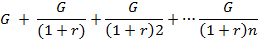 G + G/(1+r) + G/(1+r)2 + ⋯ G/(1+r)n